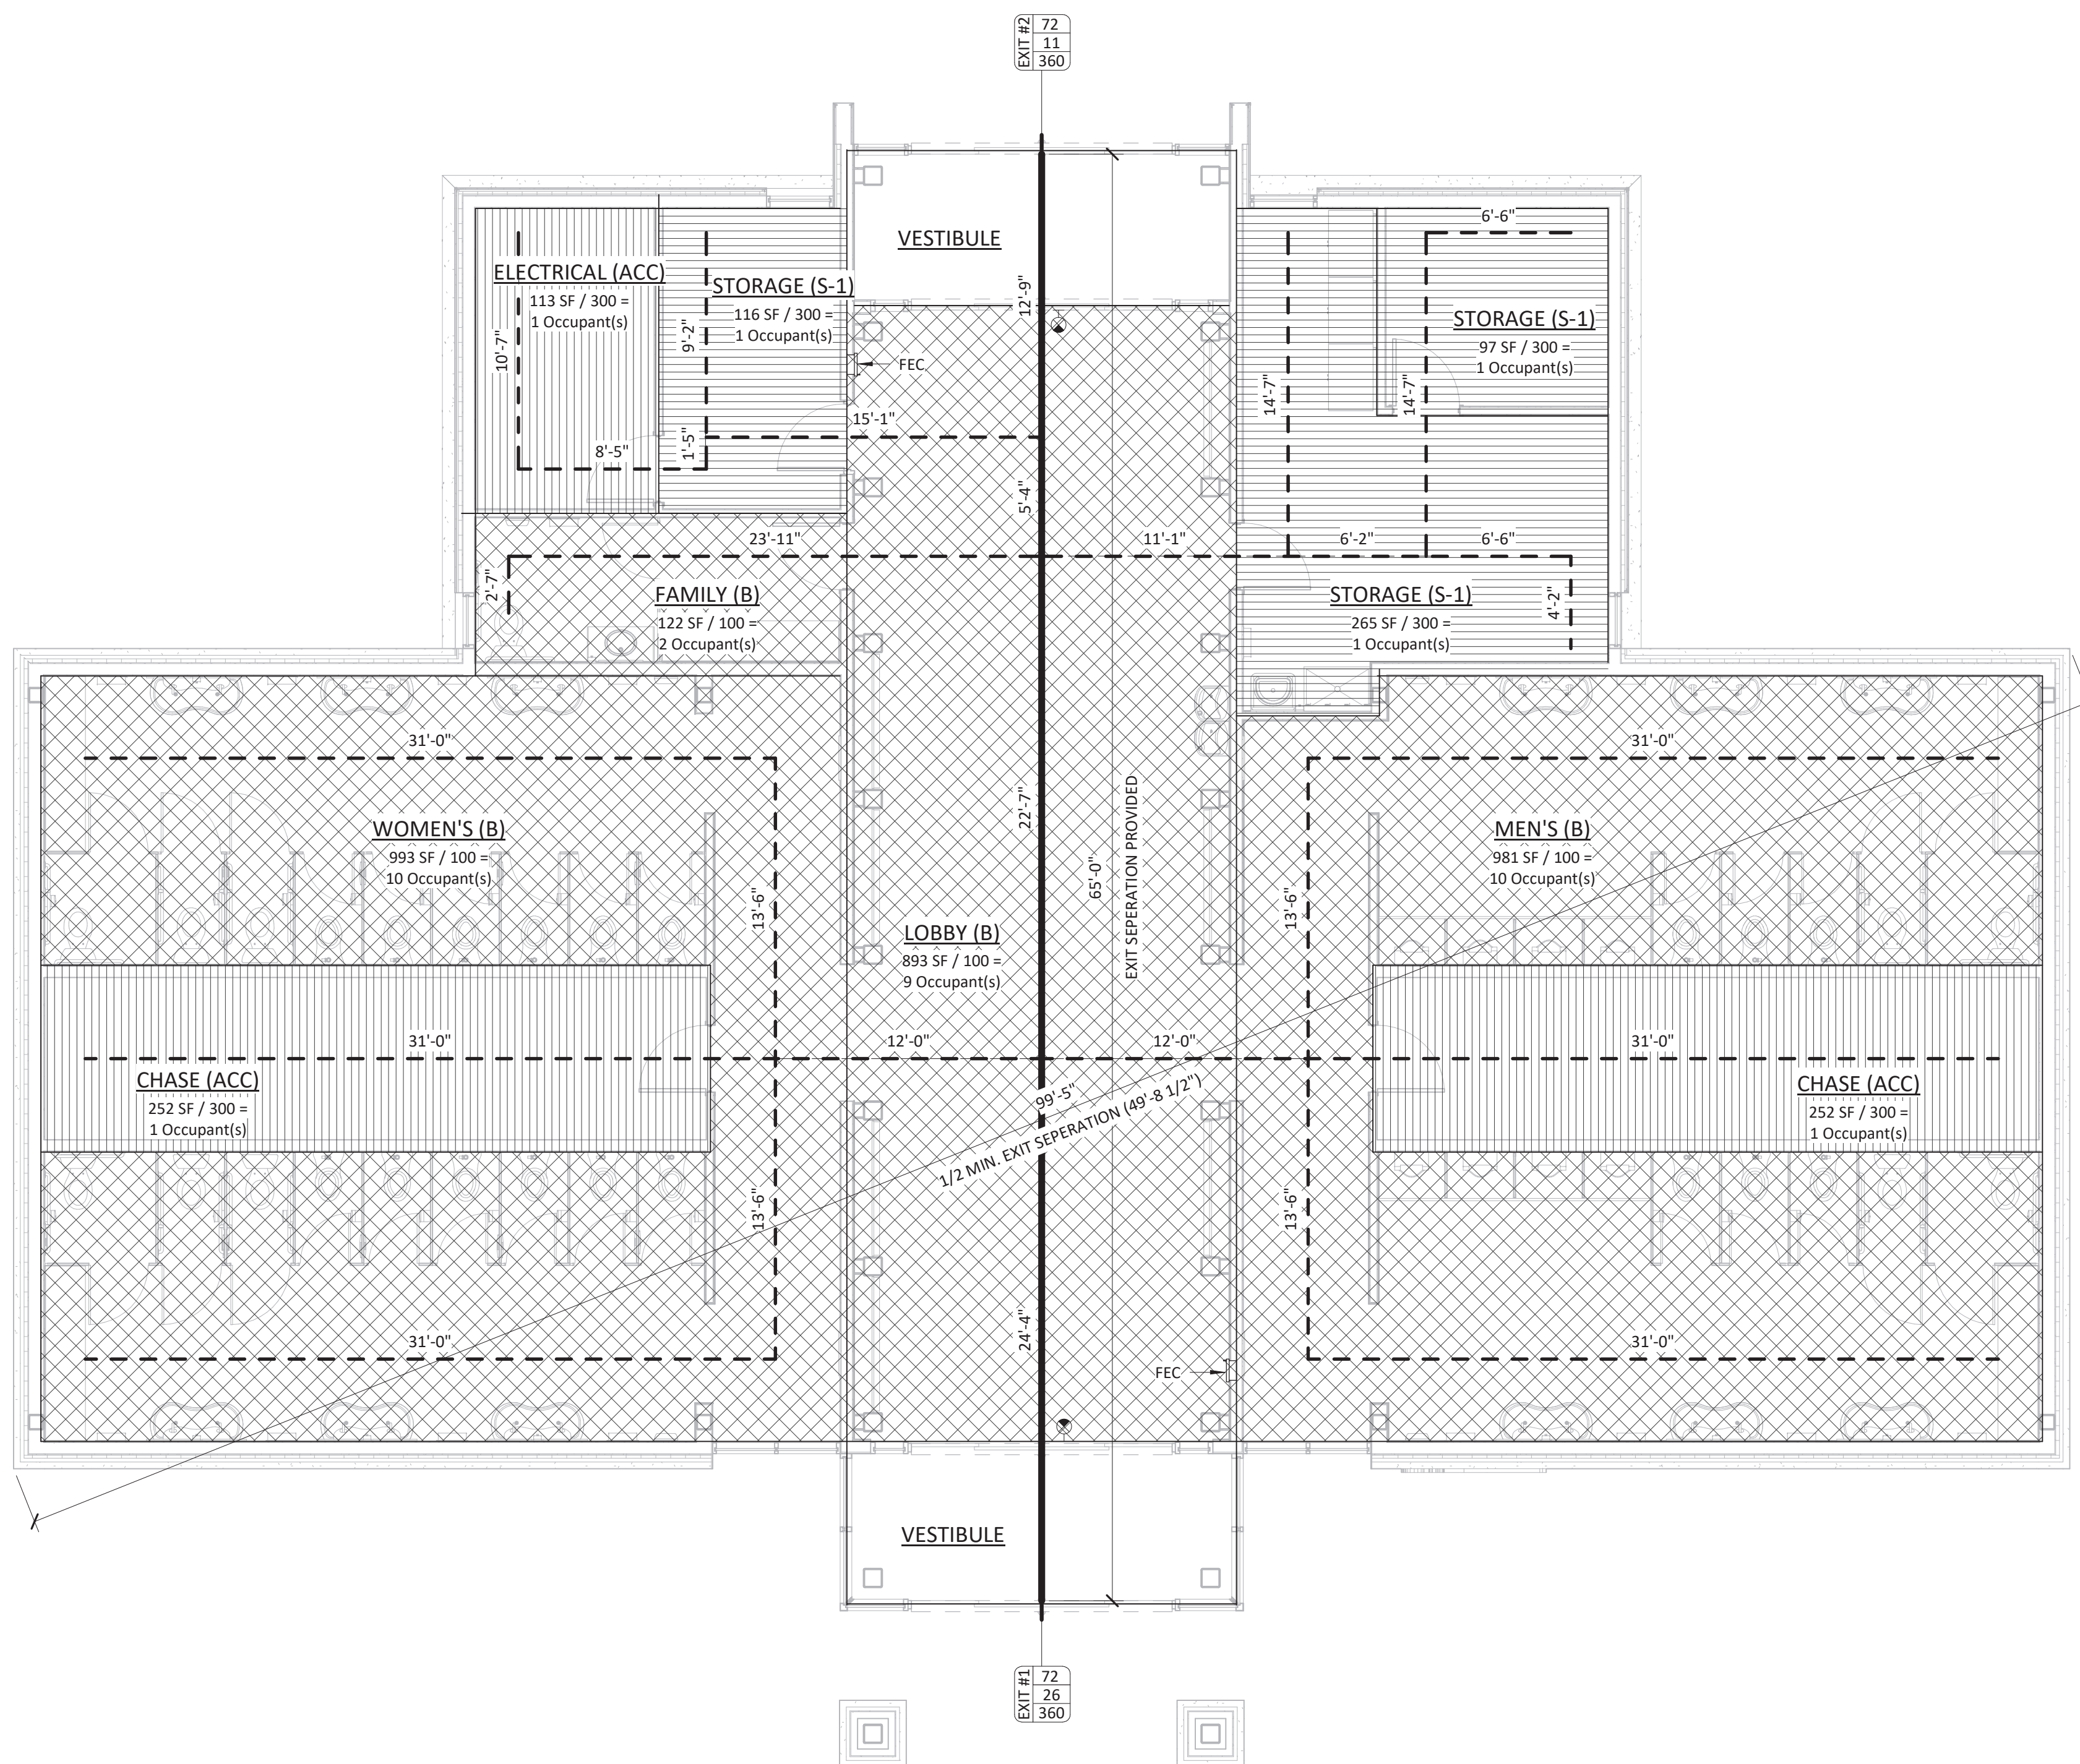 EXIT #2
72
11
360
VESTIBULE
6'-6"
ELECTRICAL (ACC)
113 SF / 300 =
1 Occupant(s)
STORAGE (S-1)
116 SF / 300 =
1 Occupant(s)
STORAGE (S-1)
97 SF / 300 =
1 Occupant(s)
10'-7"
9'-2"
12'-9"
14'-7"
14'-7"
FEC
15'-1"
8'-5"
1'-5"
5'-4"
23'-11"
11'-1"
6'-2"
6'-6"
2'-7"
FAMILY (B)
122 SF / 100 =
2 Occupant(s)
STORAGE (S-1)
265 SF / 300 =
1 Occupant(s)
4'-2"
31'-0"
31'-0"
WOMEN'S (B)
993 SF / 100 =
10 Occupant(s)
22'-7"
65'-0"
EXIT SEPERATION PROVIDED
MEN'S (B)
981 SF / 100 =
10 Occupant(s)
13'-6"
13'-6"
LOBBY (B)
893 SF / 100 =
9 Occupant(s)
31'-0"
12'-0"
12'-0"
31'-0"
CHASE (ACC)
252 SF / 300 =
1 Occupant(s)
99'-5"
1/2 MIN. EXIT SEPERATION (49'-8 1/2")
CHASE (ACC)
252 SF / 300 =
1 Occupant(s)
13'-6"
13'-6"
31'-0"
24'-4"
31'-0"
FEC
VESTIBULE
EXIT #1
72
26
360